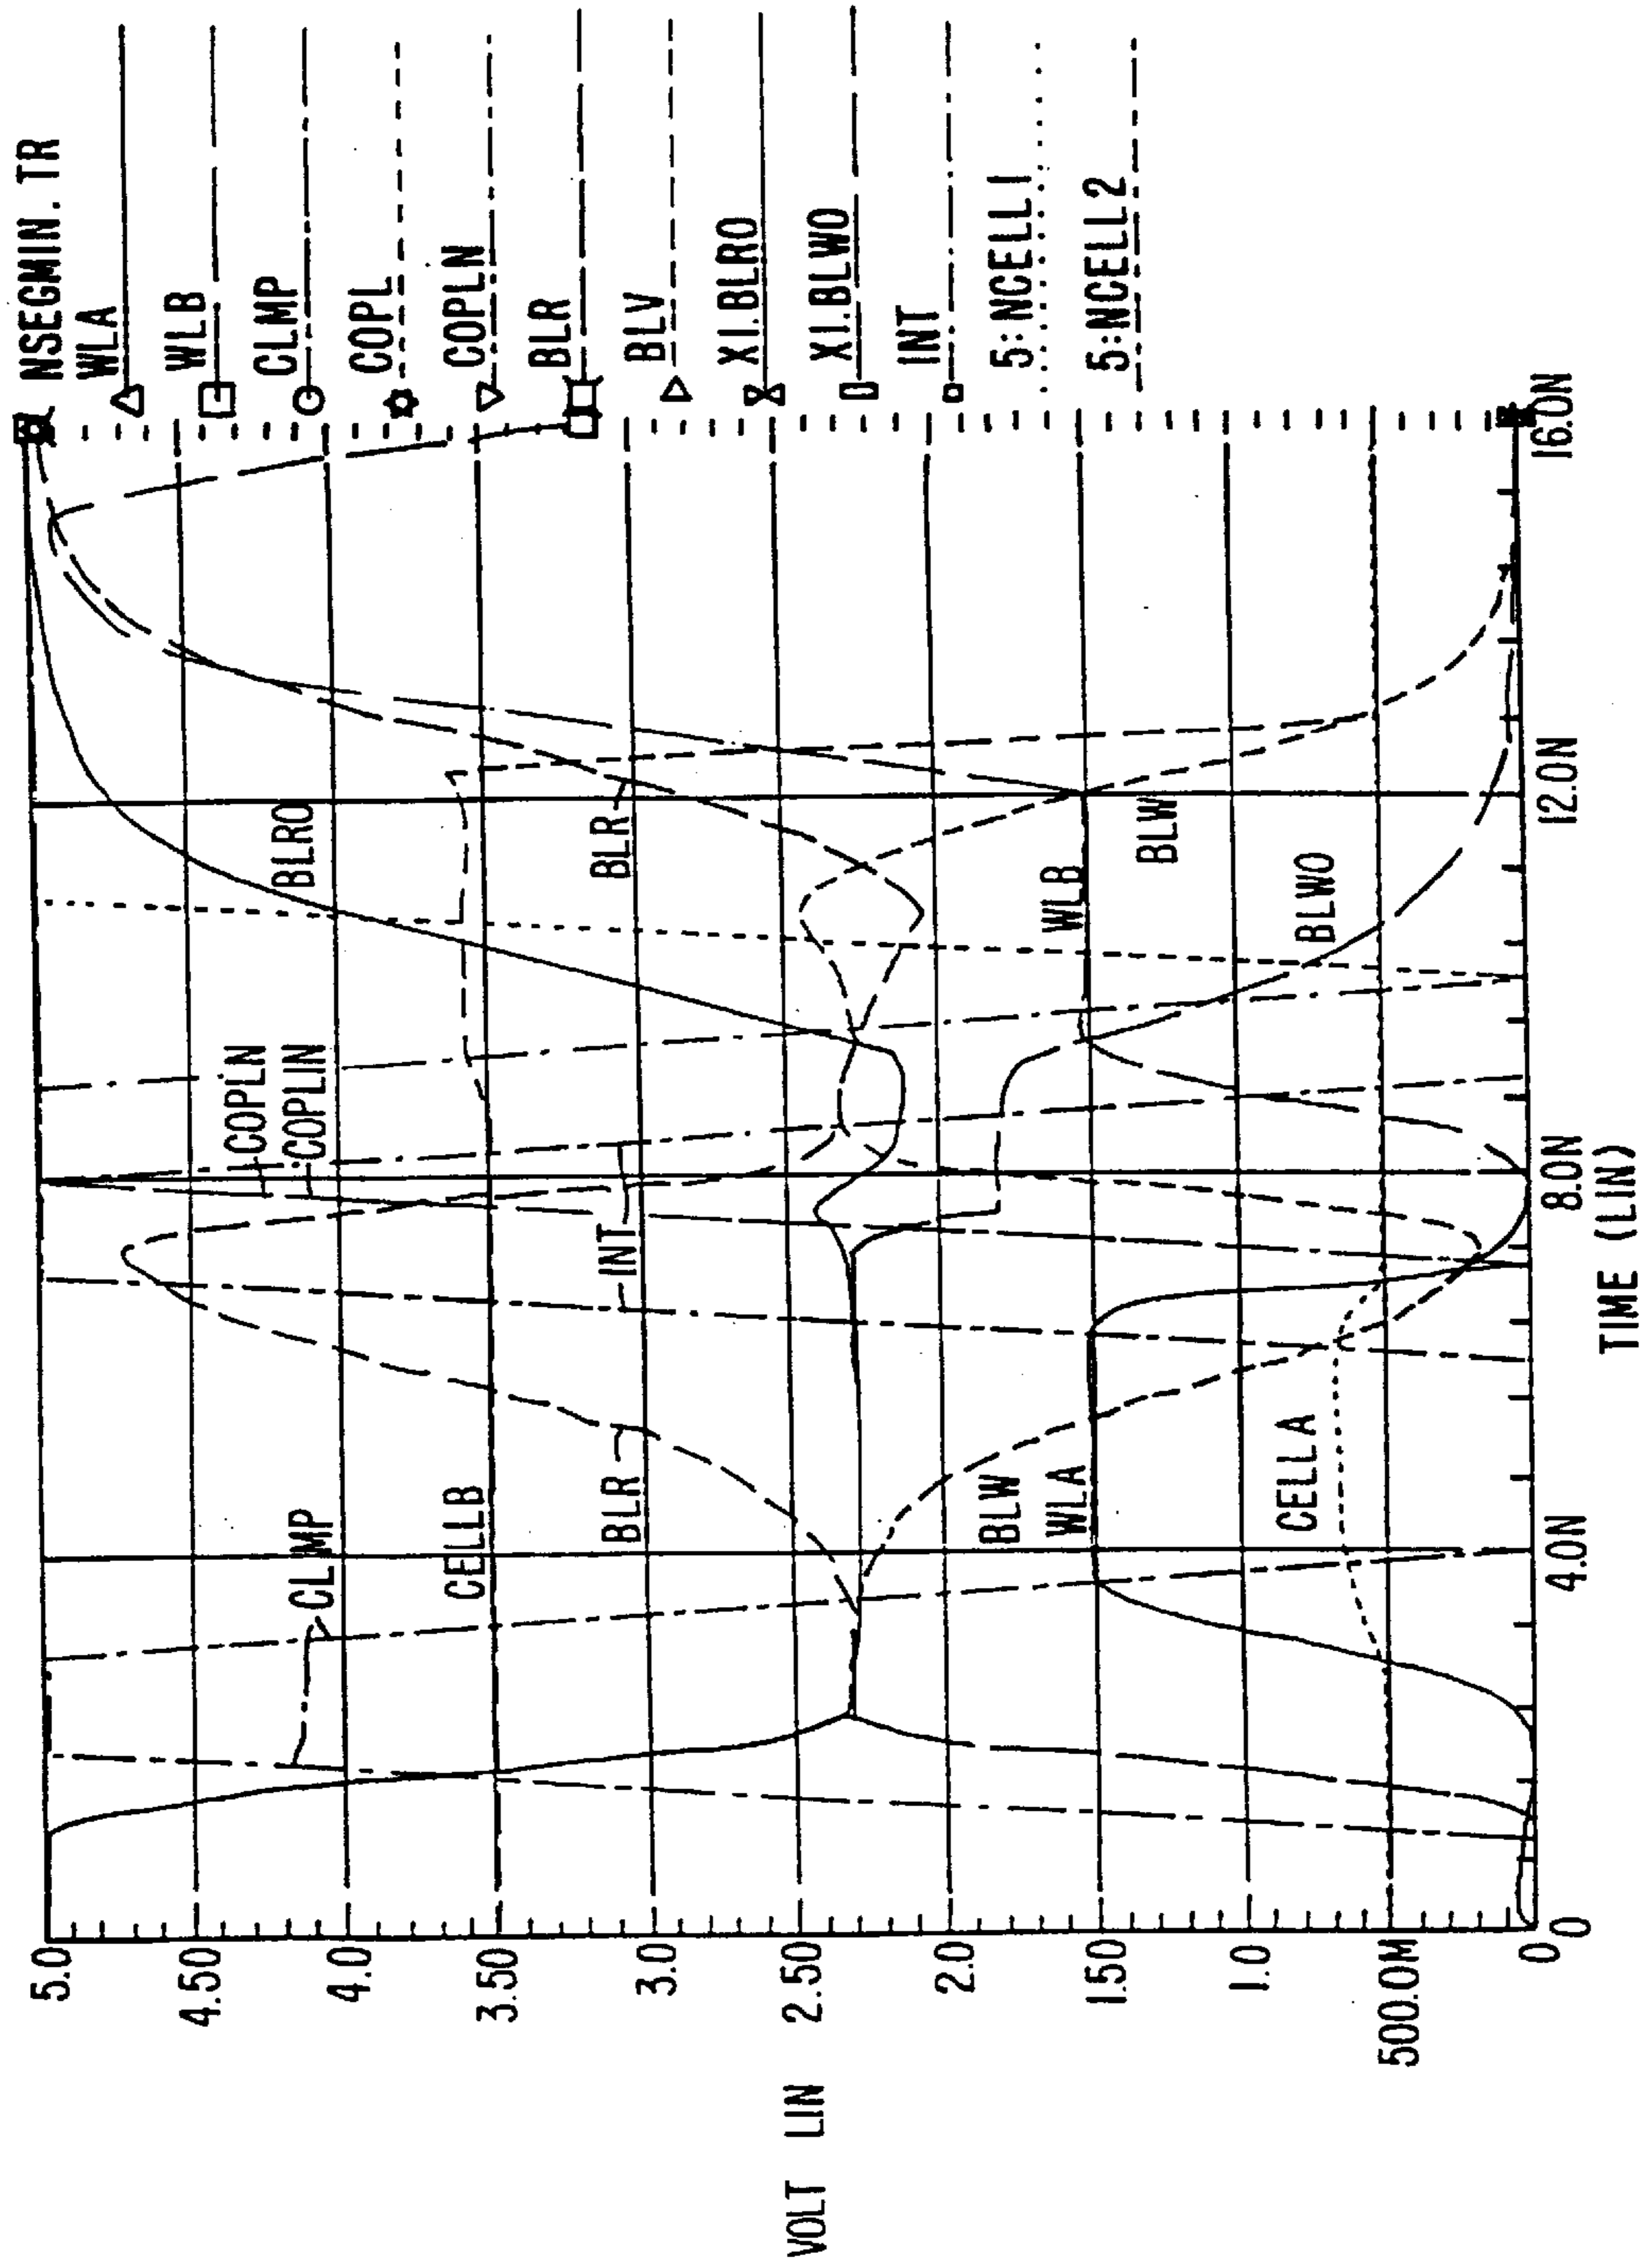 NSEGMIN.TR
WLA
WLB
CLMP
COPL
COPLN
BLR
BLV
XI.BLRO
XI.BLWO
INT
5:NCELL1
5:NCELL2
VOLT LIN
5.0
4.50
4.0
3.50
3.0
2.50
2.0
1.50
1.0
500.0M
0
CLMP
CELLB
BLR
BLW
WLA
CELLA
INT
COPLN
COPLIN
BLRO
BLR
WLB
BLW
BLWO
0
4.0N
8.0N
12.0N
16.0N
TIME (LIN)